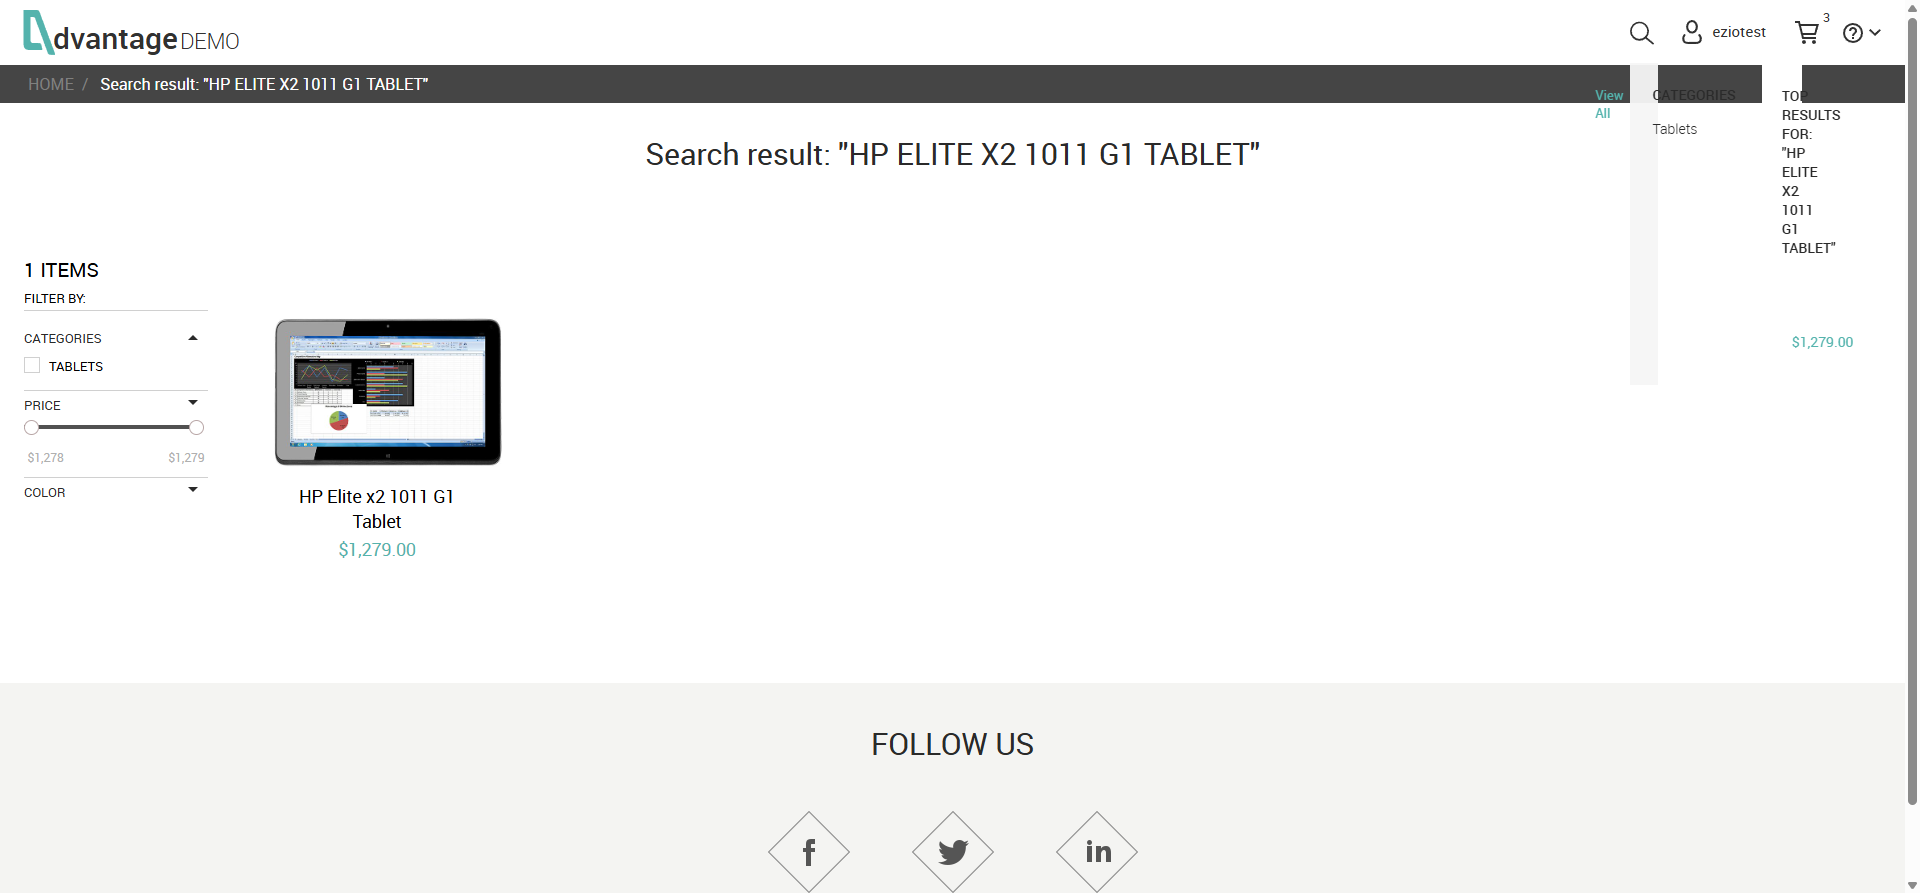 dvantage DEMO
eziotest
3
HOME / Search result: "HP ELITE X2 1011 G1 TABLET"
View
All
CATEGORIES
Tablets
TOP
RESULTS
FOR:
"HP
ELITE
X2
1011
G1
TABLET"
$1,279.00
Search result: "HP ELITE X2 1011 G1 TABLET"
1 ITEMS
FILTER BY:
CATEGORIES
TABLETS
PRICE
$1,278 $1,279
COLOR
HP Elite x2 1011 G1
Tablet
$1,279.00
FOLLOW US